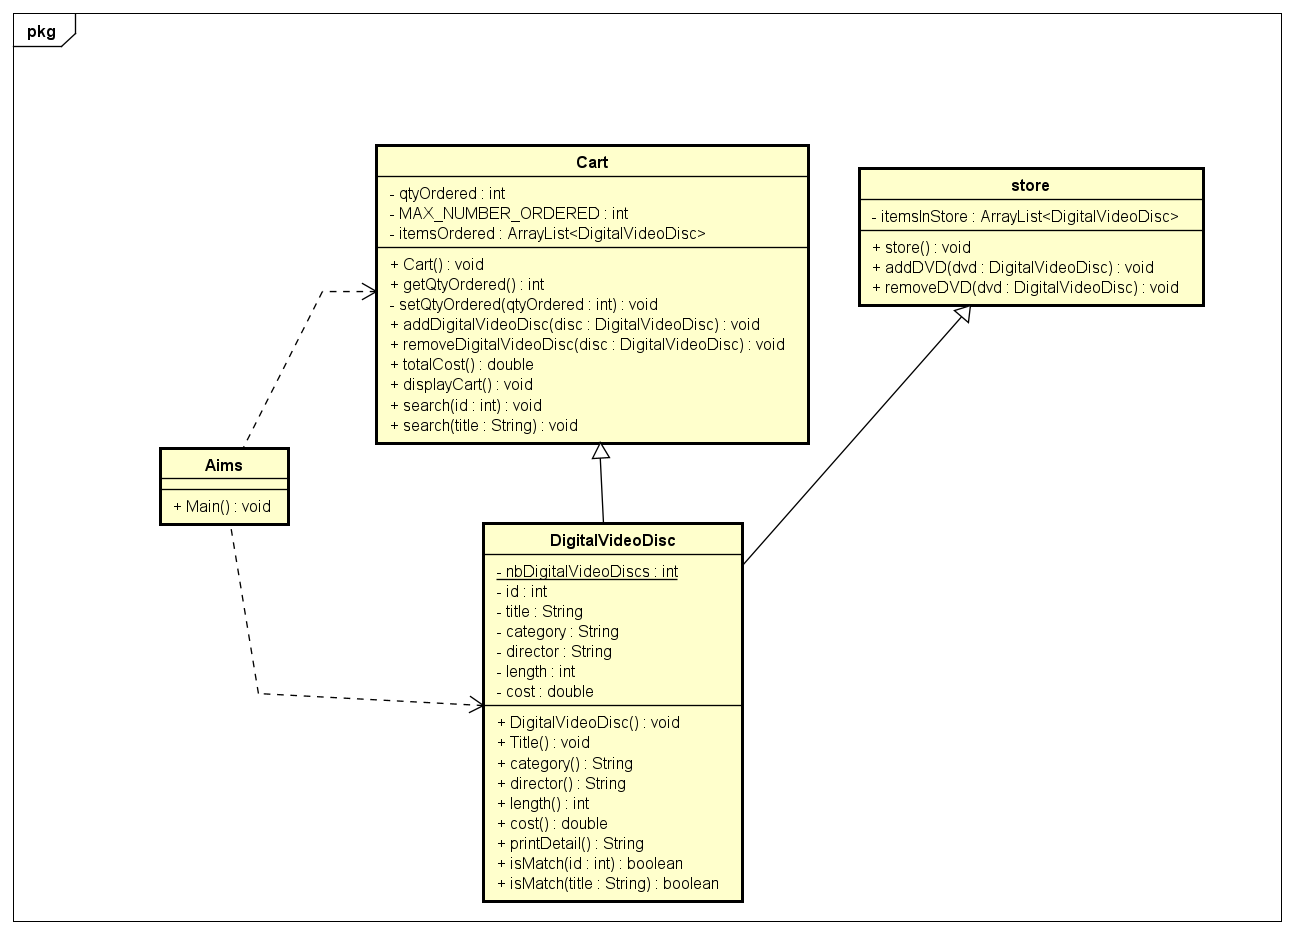 pkg
Cart
- qtyOrdered : int
- MAX_NUMBER_ORDERED : int
- itemsOrdered : ArrayList<DigitalVideoDisc>
+ Cart() : void
+ getQtyOrdered() : int
- setQtyOrdered(qtyOrdered : int) : void
+ addDigitalVideoDisc(disc : DigitalVideoDisc) : void
+ removeDigitalVideoDisc(disc : DigitalVideoDisc) : void
+ totalCost() : double
+ displayCart() : void
+ search(id : int) : void
+ search(title : String) : void
store
- itemsInStore : ArrayList<DigitalVideoDisc>
+ store() : void
+ addDVD(dvd : DigitalVideoDisc) : void
+ removeDVD(dvd : DigitalVideoDisc) : void
Aims
+ Main() : void
DigitalVideoDisc
- nbDigitalVideoDiscs : int
- id : int
- title : String
- category : String
- director : String
- length : int
- cost : double
+ DigitalVideoDisc() : void
+ Title() : void
+ category() : String
+ director() : String
+ length() : int
+ cost() : double
+ printDetail() : String
+ isMatch(id : int) : boolean
+ isMatch(title : String) : boolean